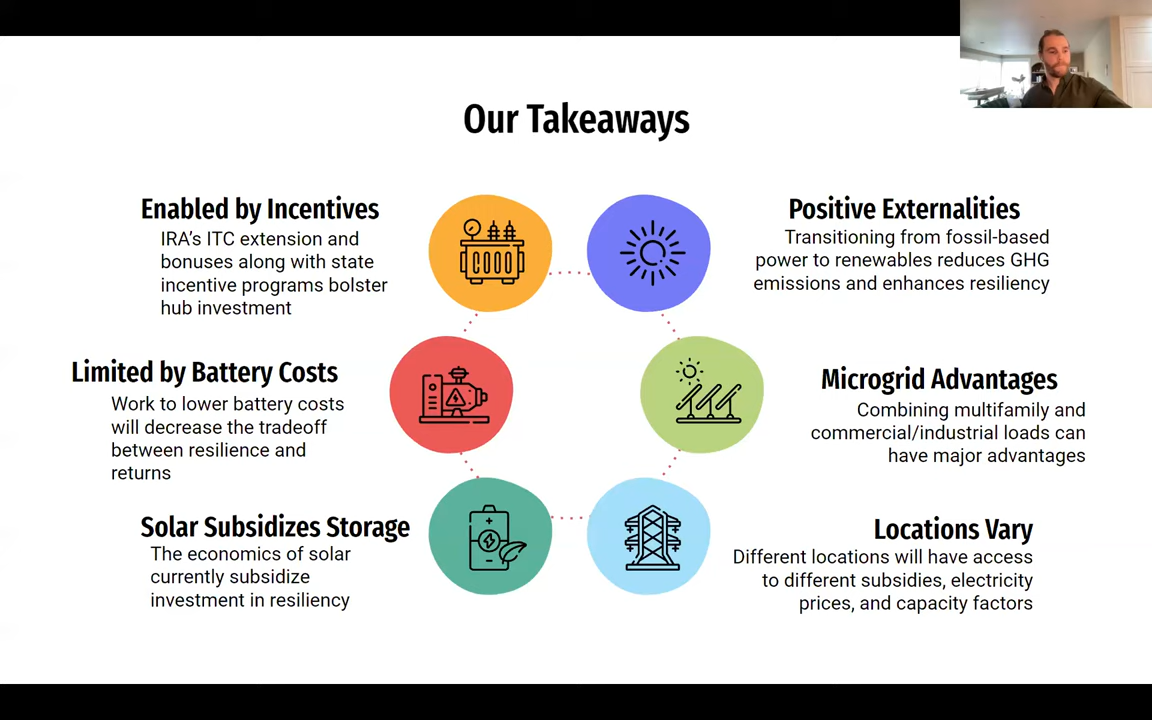 Our Takeaways
Enabled by Incentives
IRA's ITC extension and
bonuses along with state
incentive programs bolster
hub investment
Limited by Battery Costs
Work to lower battery costs
will decrease the tradeoff
between resilience and
returns
Solar Subsidizes Storage
The economics of solar
currently subsidize
investment in resiliency
Positive Externalities
Transitioning from fossil-based
power to renewables reduces GHG
emissions and enhances resiliency
Microgrid Advantages
Combining multifamily and
commercial/industrial loads can
have major advantages
Locations Vary
Different locations will have access
to different subsidies, electricity
prices, and capacity factors